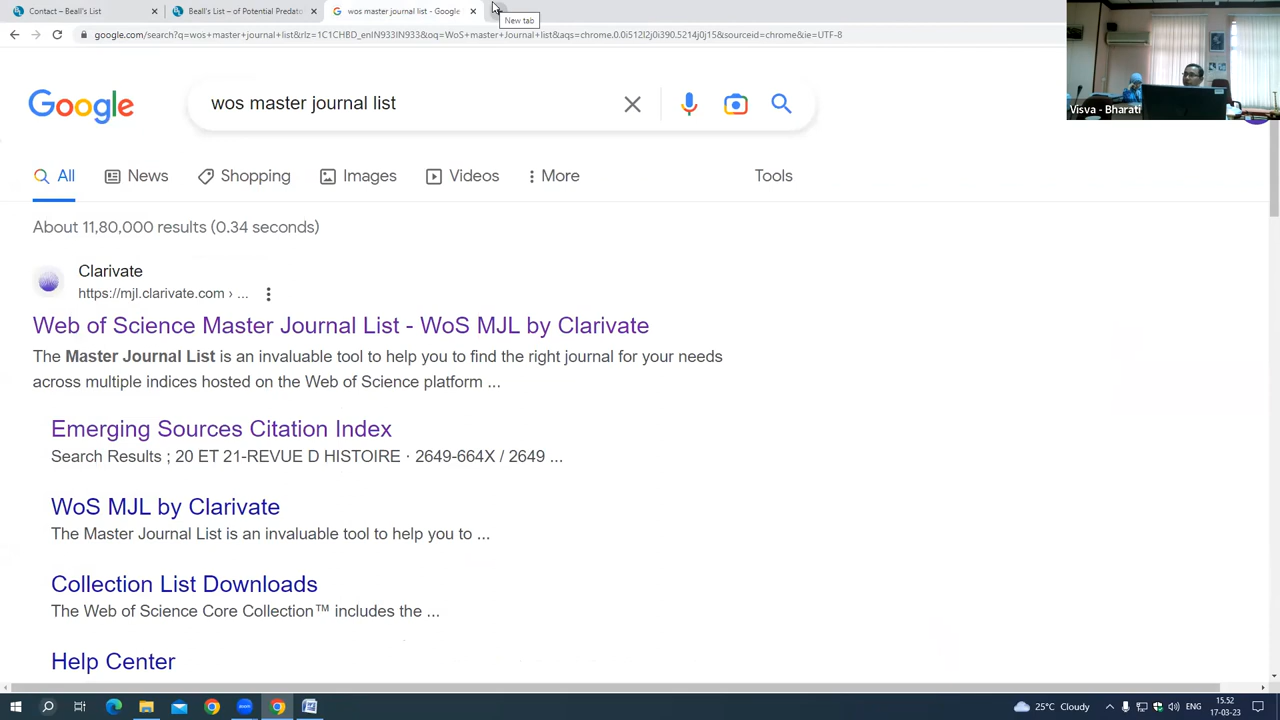 Contact – Beall's List
Beall's List – of Potential Predato
wos master journal list - Google
New tab
google.com/search?q=wos+master+journal+list&rlz=1C1CHBD_enIN933IN933&oq=WoS+master+Journal+list&aqs=chrome.0.0i512l2j0i390.5214j0j15&sourceid=chrome&ie=UTF-8
Google
wos master journal list
All
News
Shopping
Images
Videos
More
Tools
About 11,80,000 results (0.34 seconds)
Clarivate
https://mjl.clarivate.com › ...
Web of Science Master Journal List - WoS MJL by Clarivate
The Master Journal List is an invaluable tool to help you to find the right journal for your needs
across multiple indices hosted on the Web of Science platform ...
Emerging Sources Citation Index
Search Results ; 20 ET 21-REVUE D HISTOIRE · 2649-664X / 2649 ...
WoS MJL by Clarivate
The Master Journal List is an invaluable tool to help you to ...
Collection List Downloads
The Web of Science Core Collection™ includes the ...
Help Center
Visva - Bharati
25°C Cloudy
ENG
15.52
17-03-23